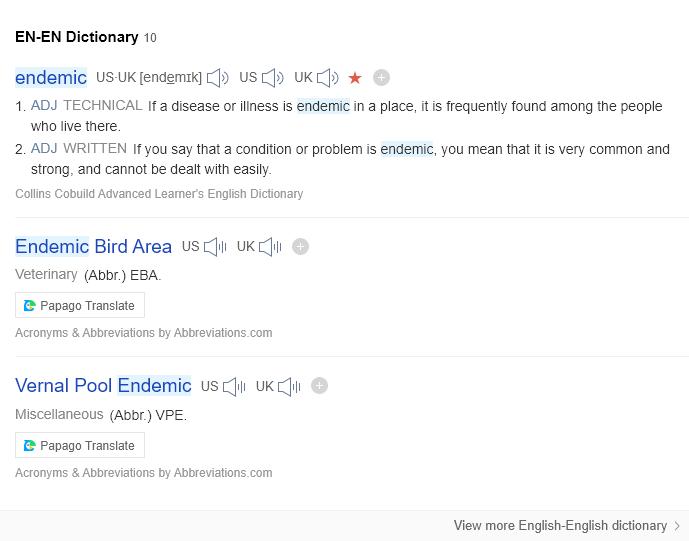 EN-EN Dictionary 10
endemic US·UK [endemɪk] US UK
1. ADJ TECHNICAL If a disease or illness is endemic in a place, it is frequently found among the people
who live there.
2. ADJ WRITTEN If you say that a condition or problem is endemic, you mean that it is very common and
strong, and cannot be dealt with easily.
Collins Cobuild Advanced Learner's English Dictionary
Endemic Bird Area US UK
Veterinary (Abbr.) EBA.
Papago Translate
Acronyms & Abbreviations by Abbreviations.com
Vernal Pool Endemic US UK
Miscellaneous (Abbr.) VPE.
Papago Translate
Acronyms & Abbreviations by Abbreviations.com
View more English-English dictionary